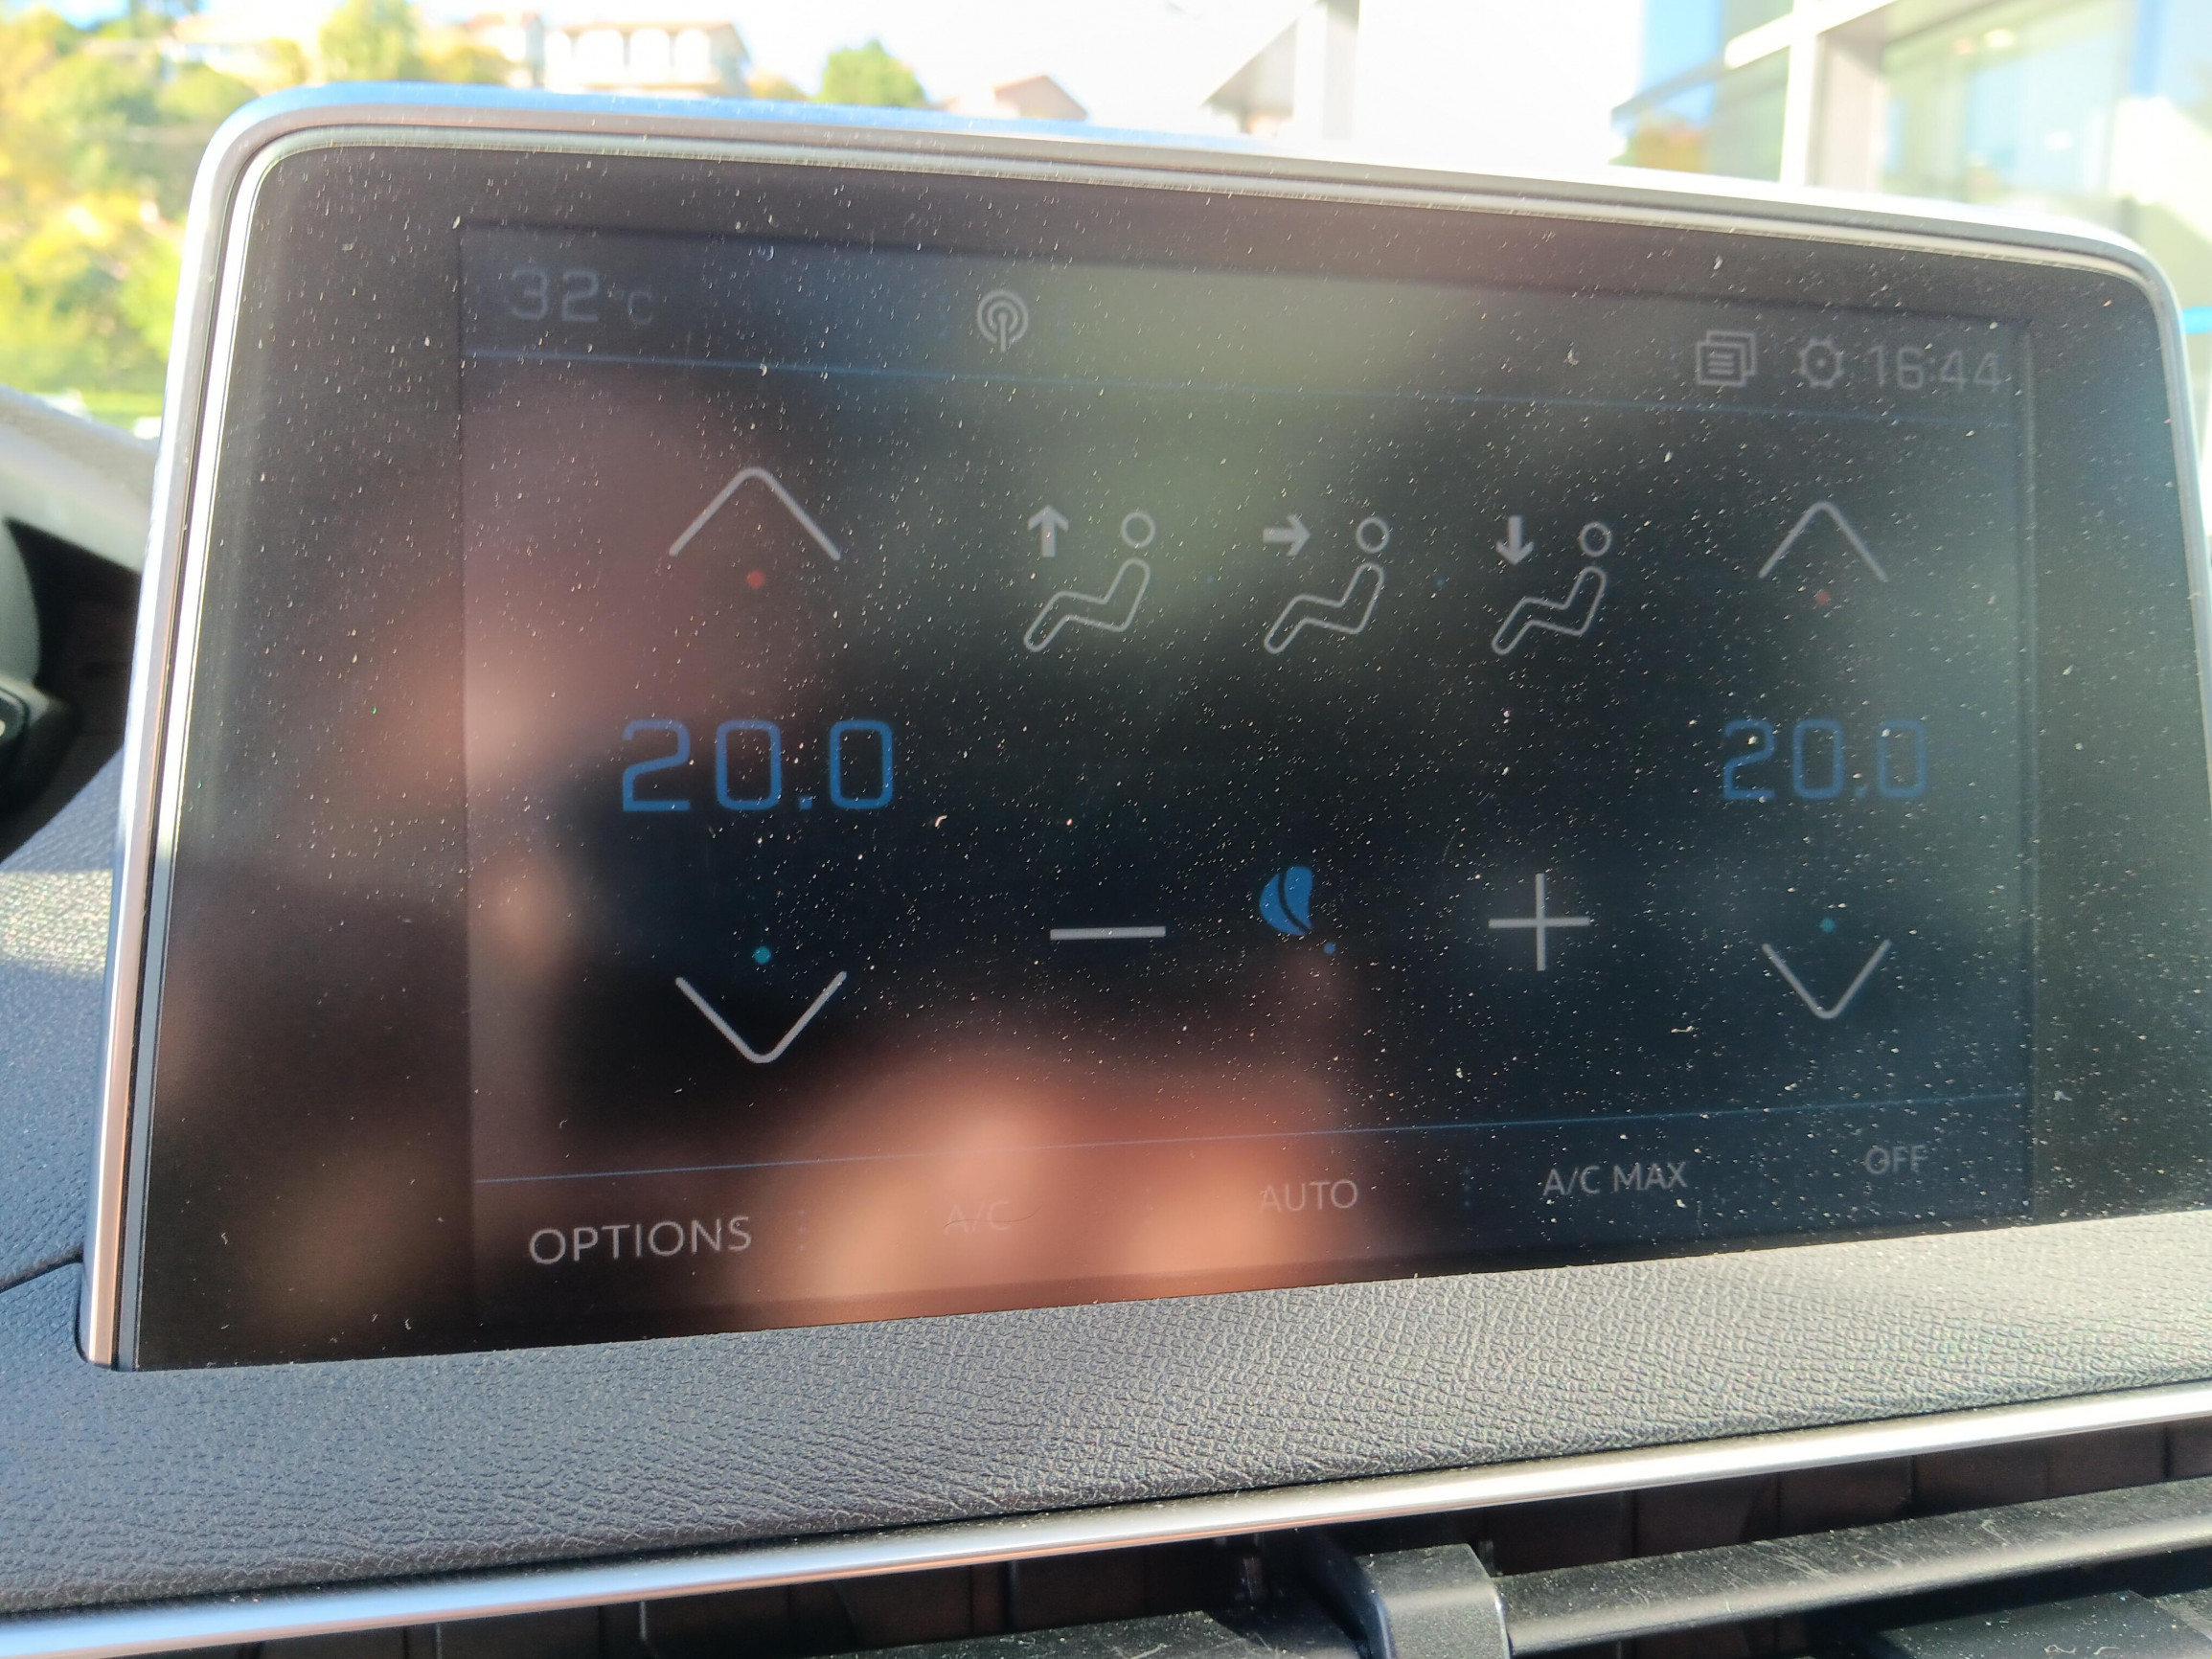 32°C
16:44
20.0 20.0
OPTIONS A/C AUTO A/C MAX OFF